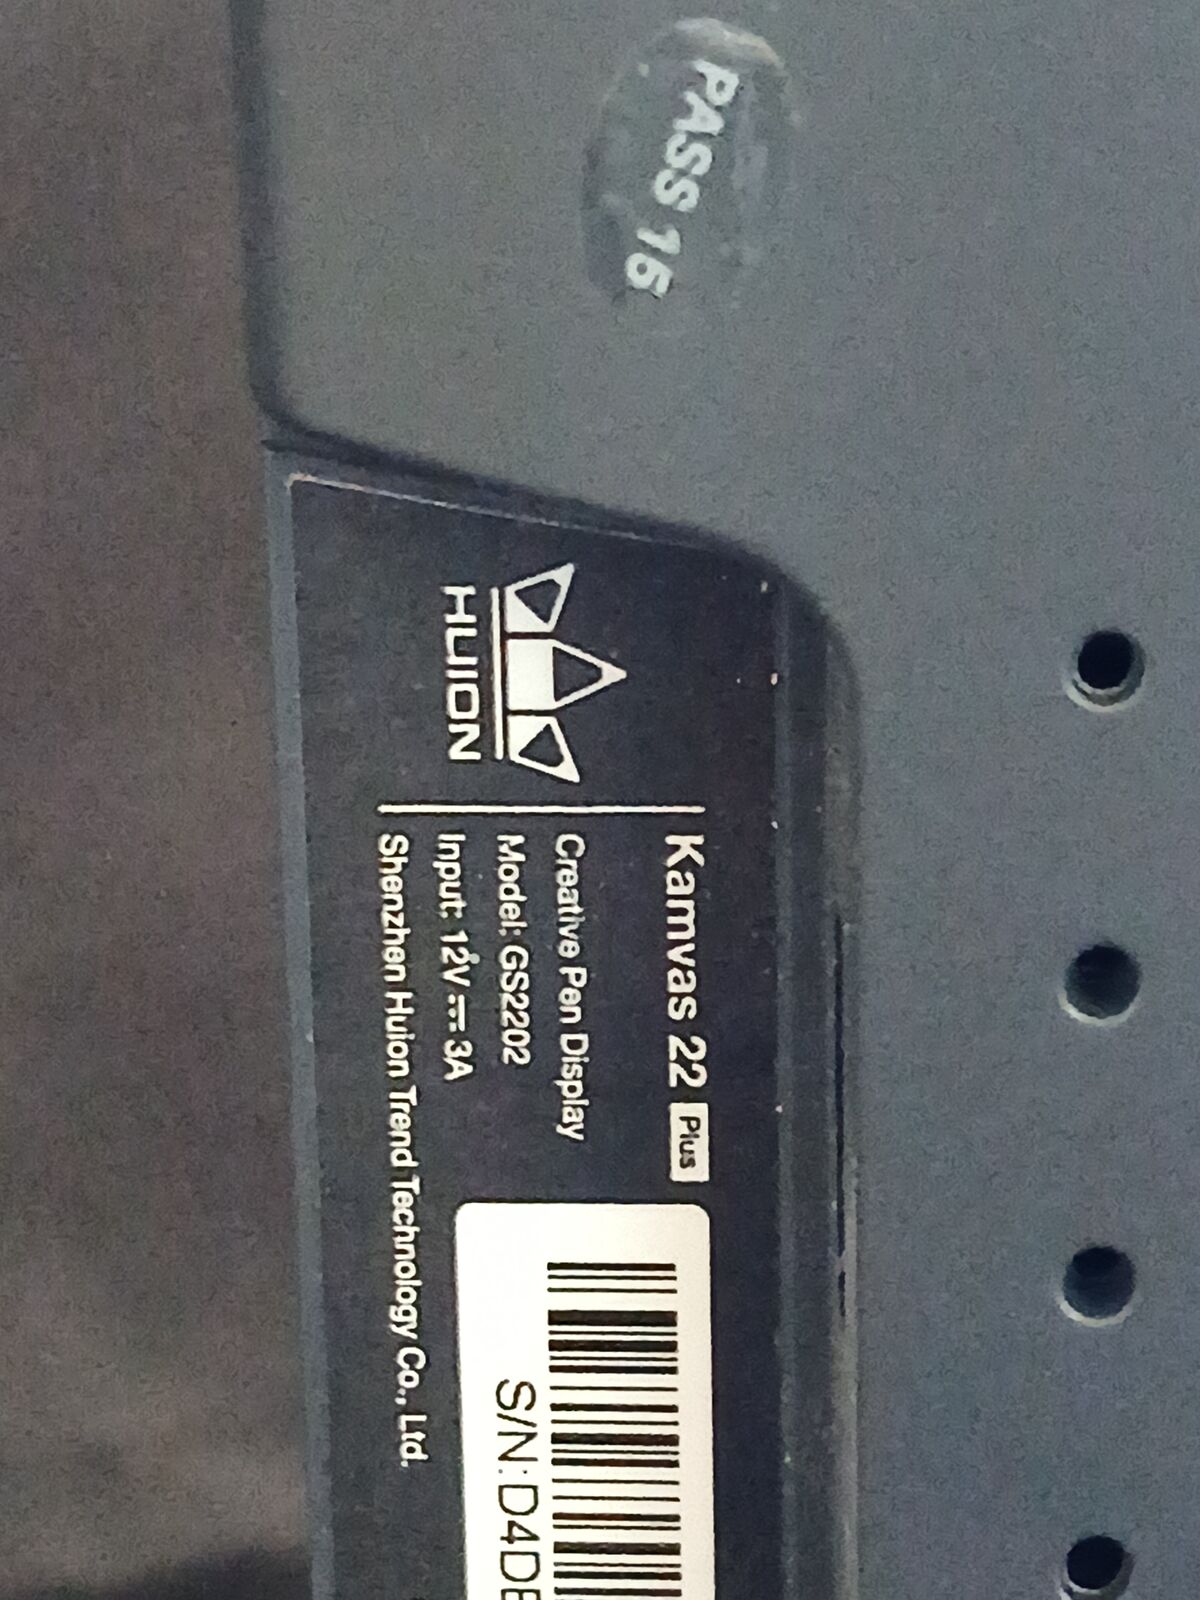 PASS 15
HUION
Kamvas 22 Plus
Creative Pen Display
Model: GS2202
Input: 12V⎓3A
Shenzhen Huion Trend Technology Co., Ltd.
S/N:D4DE